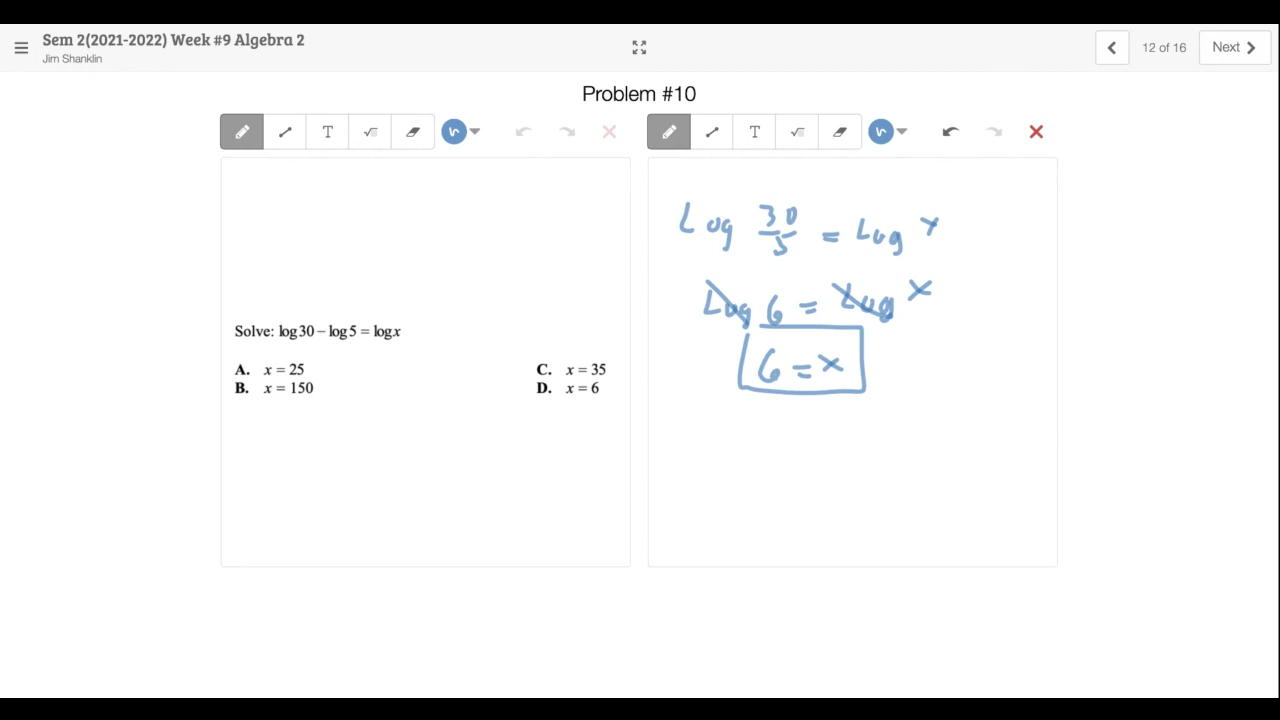 Sem 2(2021-2022) Week #9 Algebra 2
Jim Shanklin
12 of 16
Next
Problem #10
T
T
Solve: log 30 – log 5 = log x
A. x = 25
B. x = 150
C. x = 35
D. x = 6
Log 30/5 = Log x
Log 6 = Log x
6 = x